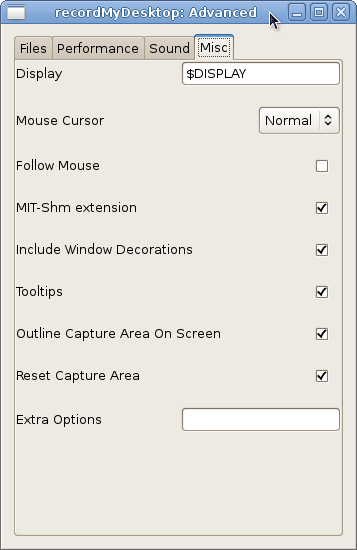 recordMyDesktop: Advanced
Files Performance Sound Misc
Display $DISPLAY
Mouse Cursor Normal
Follow Mouse
MIT-Shm extension
Include Window Decorations
Tooltips
Outline Capture Area On Screen
Reset Capture Area
Extra Options